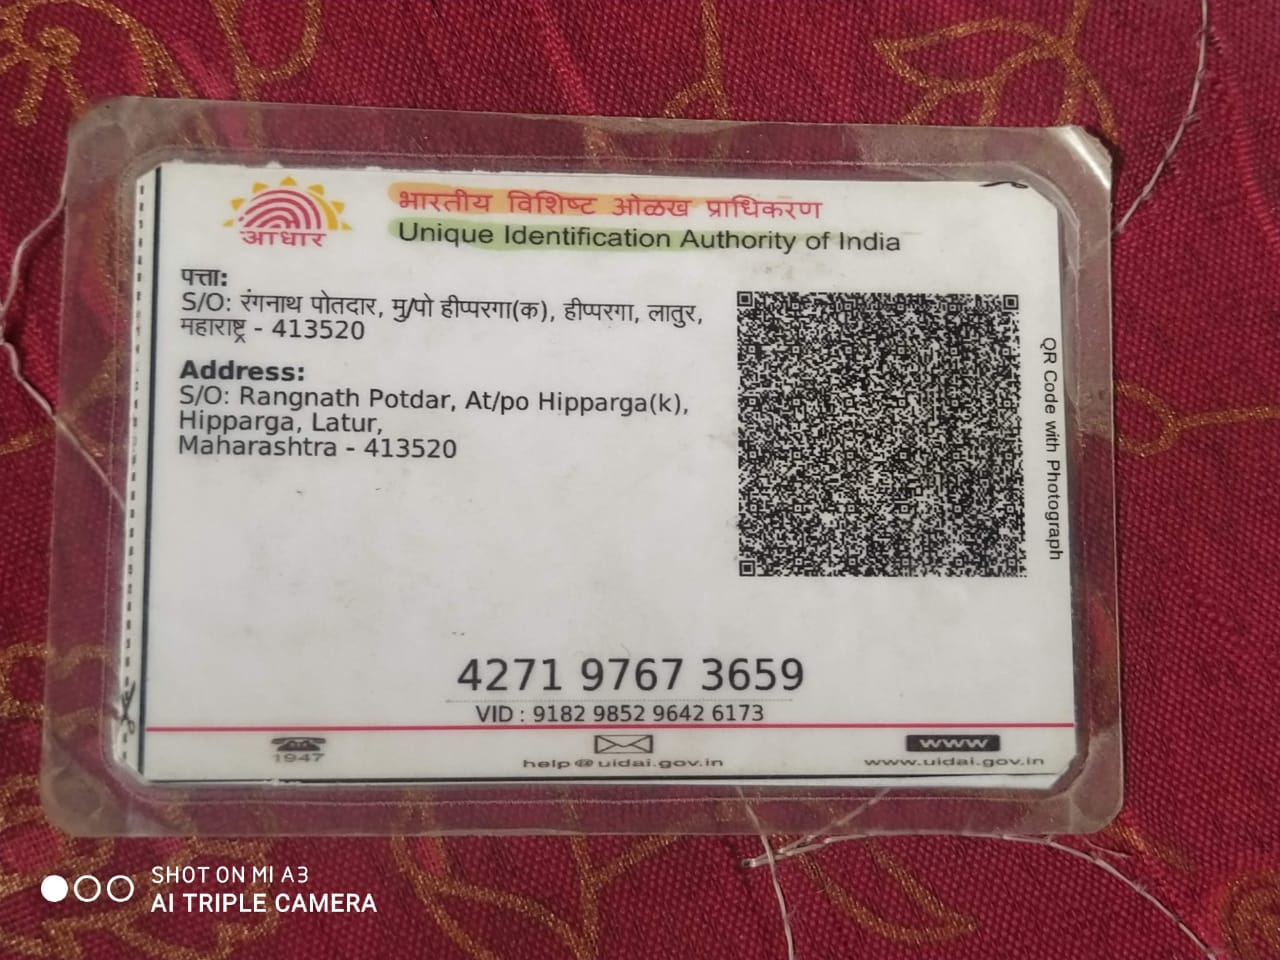 आधार
भारतीय विशिष्ट ओळख प्राधिकरण
Unique Identification Authority of India
पत्ता:
S/O: रंगनाथ पोतदार, मु/पो हीप्परगा(क), हीप्परगा, लातुर,
महाराष्ट्र - 413520
Address:
S/O: Rangnath Potdar, At/po Hipparga(k),
Hipparga, Latur,
Maharashtra - 413520
QR Code with Photograph
4271 9767 3659
VID : 9182 9852 9642 6173
1947
help@uidai.gov.in
www
www.uidai.gov.in
SHOT ON MI A3
AI TRIPLE CAMERA